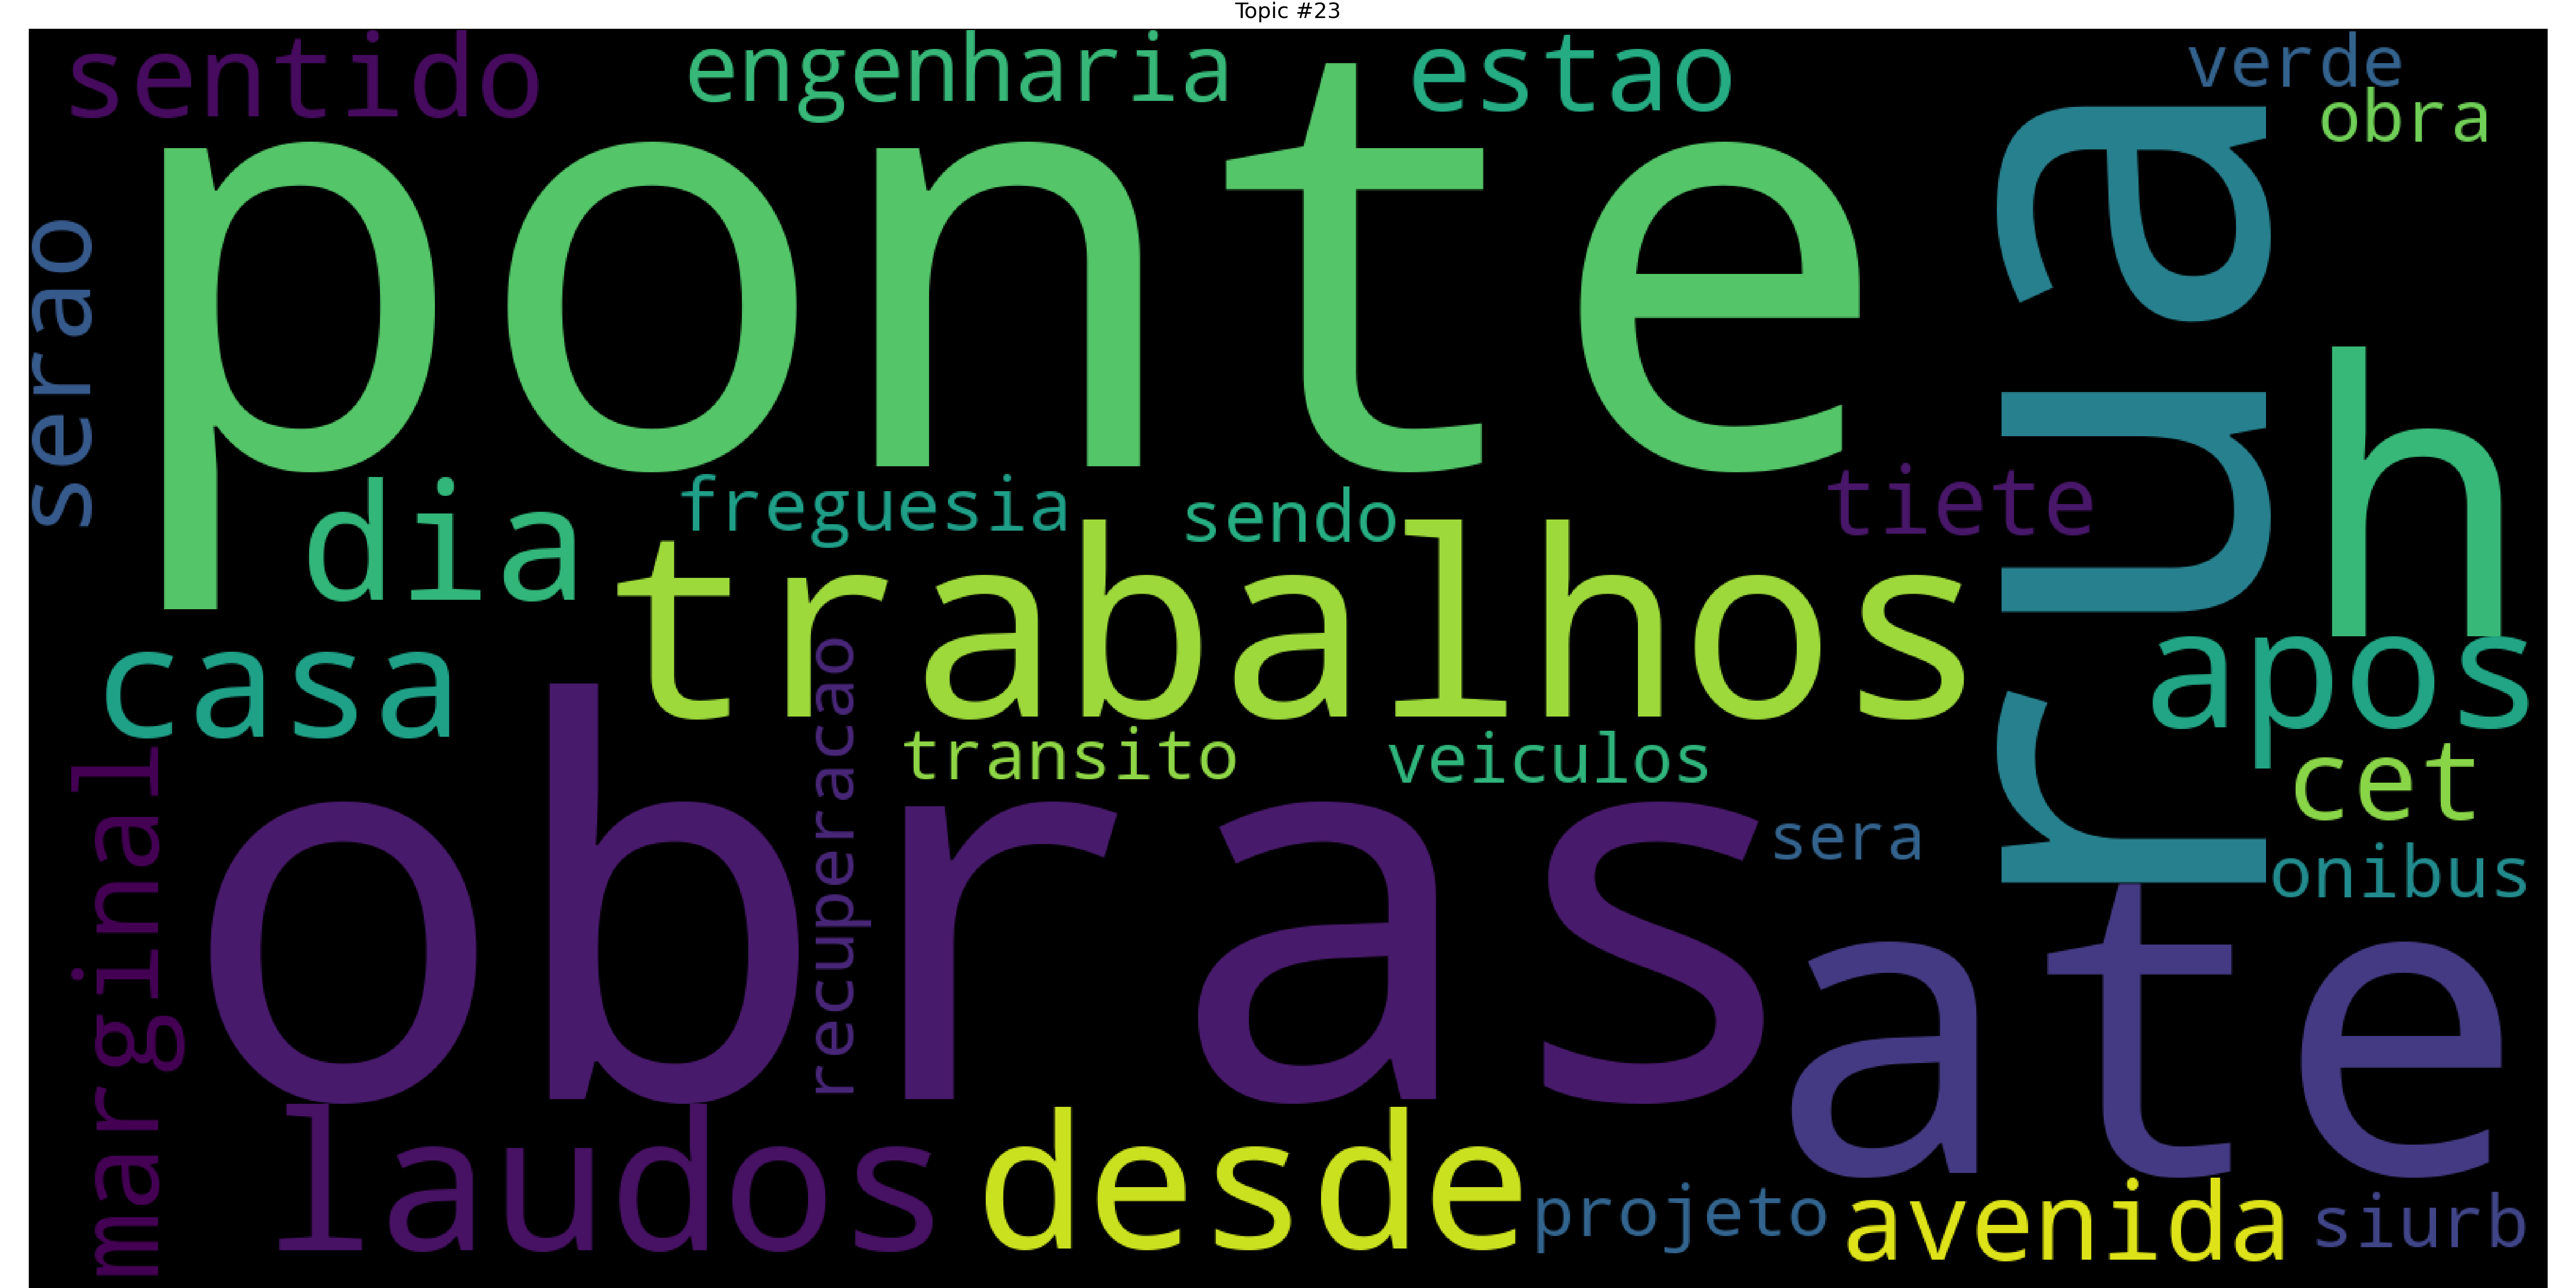 Topic #23
sentido
engenharia
estao
verde
obra
ponte
rua
serao
h
dia
freguesia
sendo
tiete
trabalhos
casa
apos
recuperacao
transito
veiculos
cet
marginal
obras
sera
onibus
ate
laudos
desde
projeto
avenida
siurb